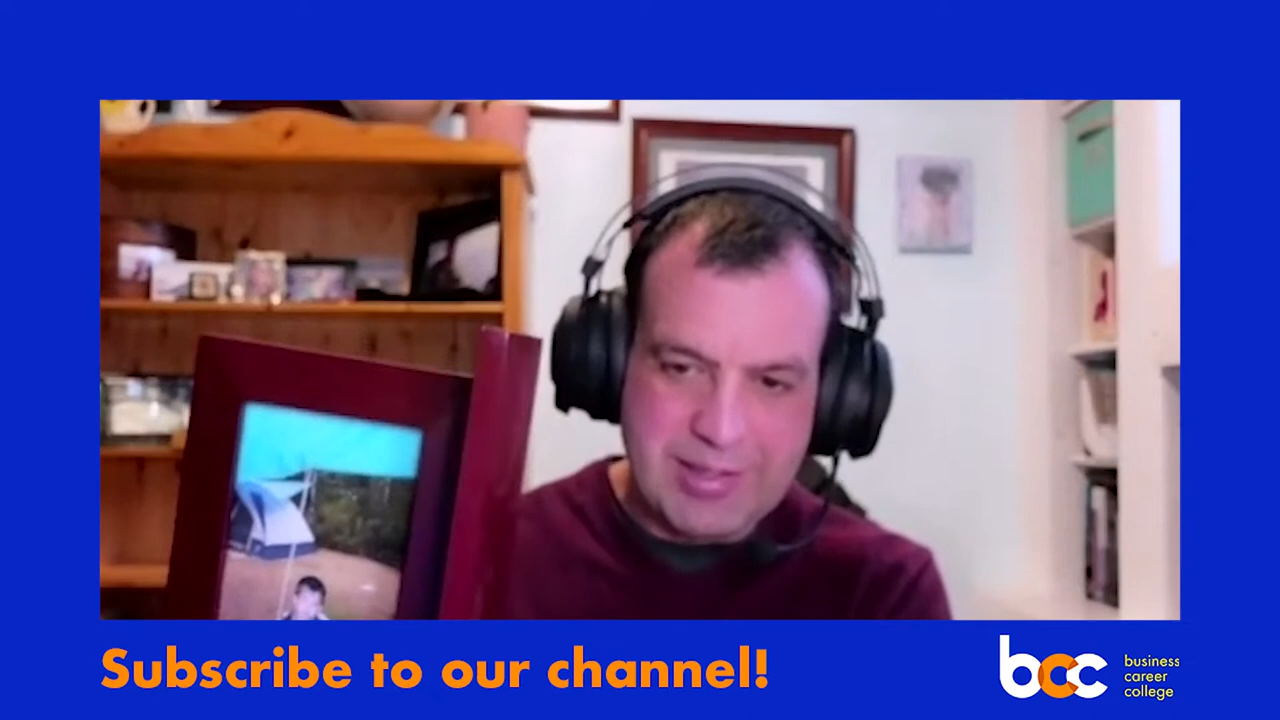 Subscribe to our channel!
bcc
business
career
college